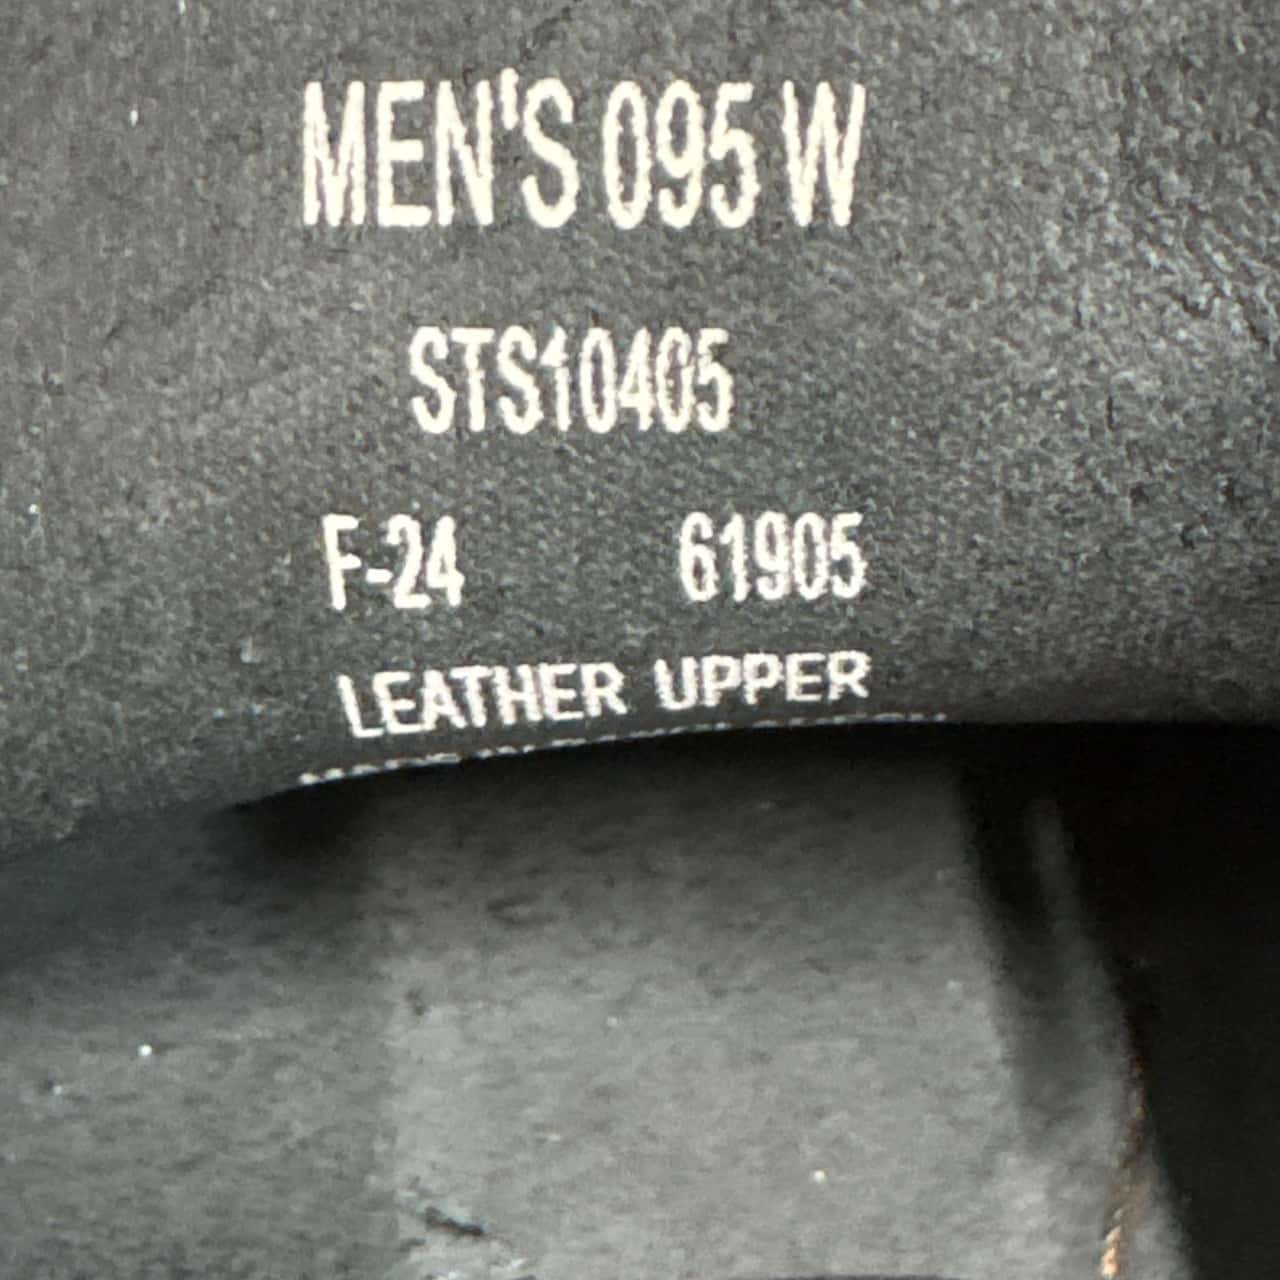 MEN'S 095 W
STS10405
F-24 61905
LEATHER UPPER